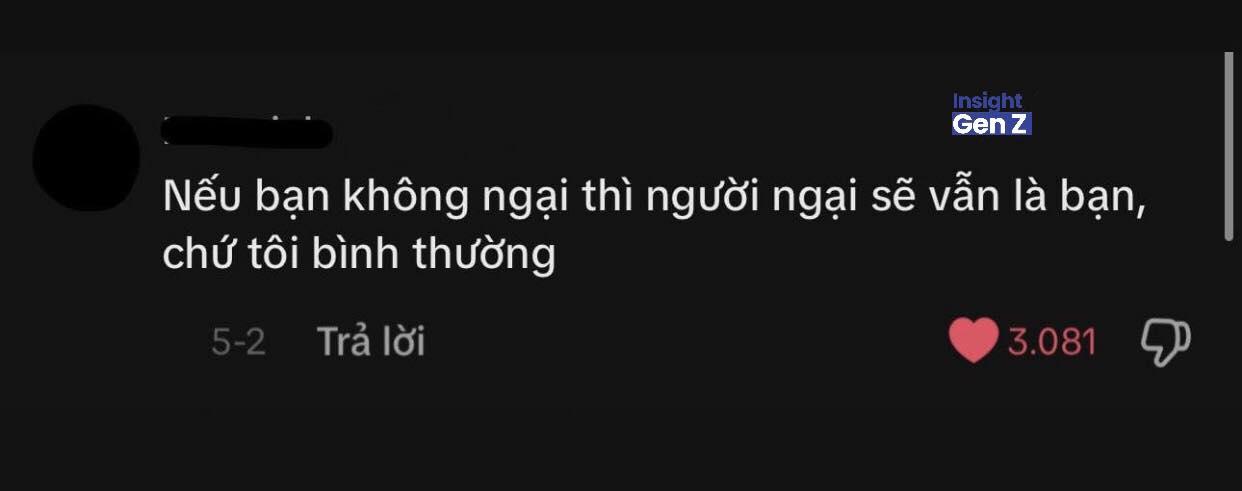 Insight
Gen Z
Nếu bạn không ngại thì người ngại sẽ vẫn là bạn,
chứ tôi bình thường
5-2 Trả lời 3.081